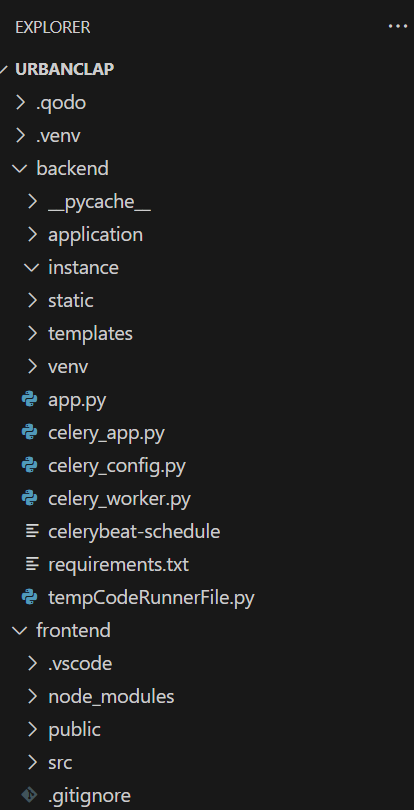 EXPLORER
URBANCLAP
.qodo
.venv
backend
__pycache__
application
instance
static
templates
venv
app.py
celery_app.py
celery_config.py
celery_worker.py
celerybeat-schedule
requirements.txt
tempCodeRunnerFile.py
frontend
.vscode
node_modules
public
src
.gitignore